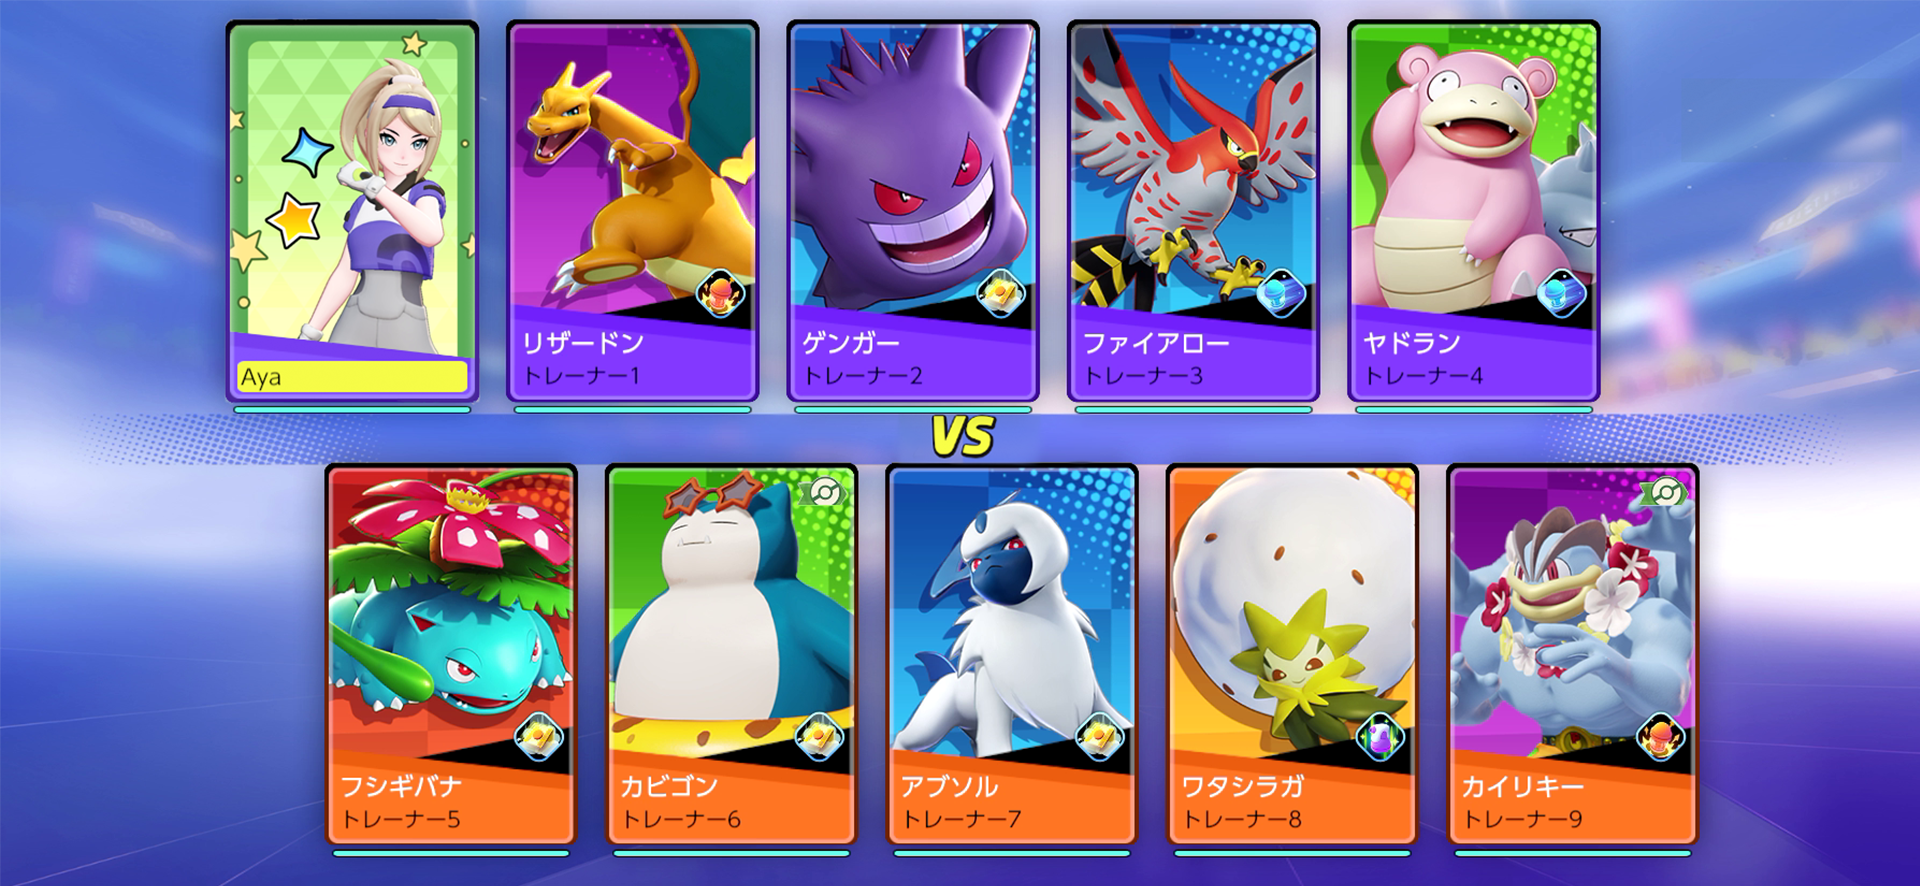 Aya
リザードン
トレーナー1
ゲンガー
トレーナー2
ファイアロー
トレーナー3
ヤドラン
トレーナー4
VS
フシギバナ
トレーナー5
カビゴン
トレーナー6
アブソル
トレーナー7
ワタシラガ
トレーナー8
カイリキー
トレーナー9